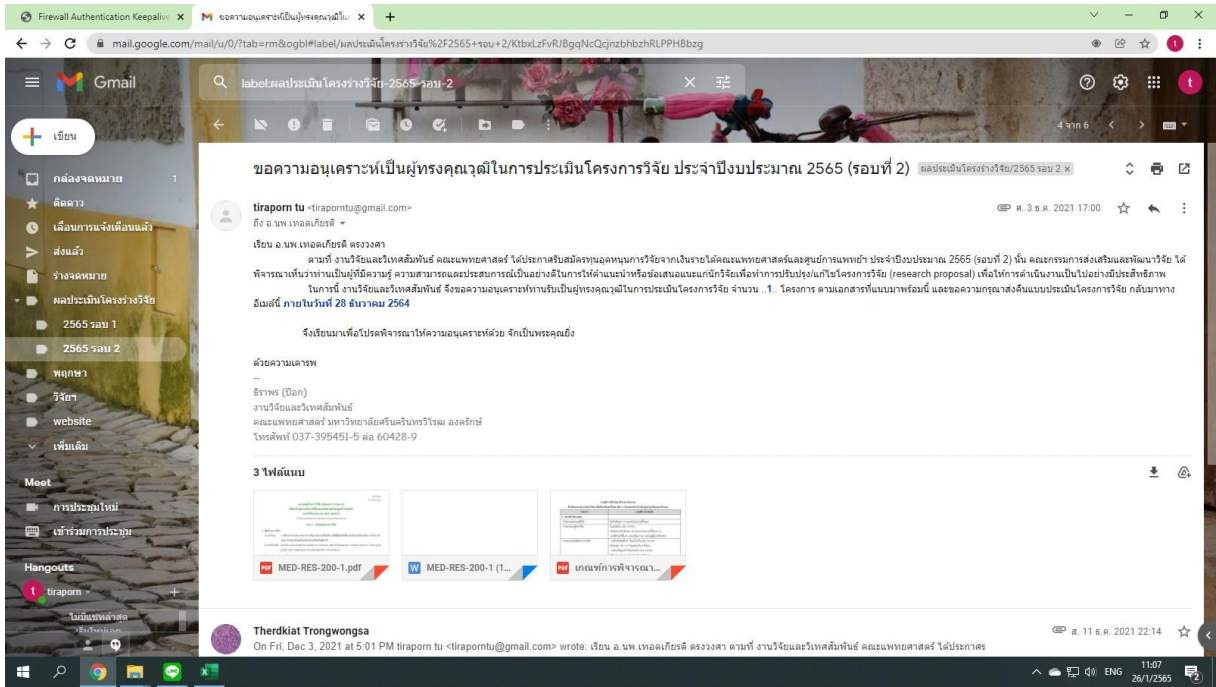 Firewall Authentication Keepalive
ขอความอนุเคราะห์เป็นผู้ทรงคุณวุฒิใน
mail.google.com/mail/u/0/?tab=rm&ogbl#label/ผลประเมินโครงร่างวิจัย%2F2565+รอบ+2/KtbxLzFvRJBgqNcQcjnzbhbzhRLPPHBbzg
Gmail
label:ผลประเมินโครงร่างวิจัย-2565-รอบ-2
t
t
เขียน
4 จาก 6
กล่องจดหมาย 1
ติดดาว
เลื่อนการแจ้งเตือนแล้ว
ส่งแล้ว
ร่างจดหมาย
ผลประเมินโครงร่างวิจัย
2565 รอบ 1
2565 รอบ 2
พฤกษา
วิจัยฯ
website
เพิ่มเติม
Meet
การประชุมใหม่
เข้าร่วมการประชุม
Hangouts
t tiraporn
ไม่มีแชทล่าสุด
ขอความอนุเคราะห์เป็นผู้ทรงคุณวุฒิในการประเมินโครงการวิจัย ประจำปีงบประมาณ 2565 (รอบที่ 2) ผลประเมินโครงร่างวิจัย/2565 รอบ 2 ×
tiraporn tu <tiraporntu@gmail.com> ศ. 3 ธ.ค. 2021 17:00
ถึง อ.นพ.เทอดเกียรติ
เรียน อ.นพ.เทอดเกียรติ ตรงวงศา
ตามที่ งานวิจัยและวิเทศสัมพันธ์ คณะแพทยศาสตร์ ได้ประกาศรับสมัครทุนอุดหนุนการวิจัยจากเงินรายได้คณะแพทยศาสตร์และศูนย์การแพทย์ฯ ประจำปีงบประมาณ 2565 (รอบที่ 2) นั้น คณะกรรมการส่งเสริมและพัฒนาวิจัย ได้
พิจารณาเห็นว่าท่านเป็นผู้ที่มีความรู้ ความสามารถและประสบการณ์เป็นอย่างดีในการให้คำแนะนำหรือข้อเสนอแนะแก่นักวิจัยเพื่อทำการปรับปรุง/แก้ไขโครงการวิจัย (research proposal) เพื่อให้การดำเนินงานเป็นไปอย่างมีประสิทธิภาพ
ในการนี้ งานวิจัยและวิเทศสัมพันธ์ จึงขอความอนุเคราะห์ท่านรับเป็นผู้ทรงคุณวุฒิในการประเมินโครงการวิจัย จำนวน ..1.. โครงการ ตามเอกสารที่แนบมาพร้อมนี้ และขอความกรุณาส่งคืนแบบประเมินโครงการวิจัย กลับมาทาง
อีเมล์นี้ ภายในวันที่ 28 ธันวาคม 2564
จึงเรียนมาเพื่อโปรดพิจารณาให้ความอนุเคราะห์ด้วย จักเป็นพระคุณยิ่ง
ด้วยความเคารพ
--
ธิราพร (ป๊อก)
งานวิจัยและวิเทศสัมพันธ์
คณะแพทยศาสตร์ มหาวิทยาลัยศรีนครินทรวิโรฒ องครักษ์
โทรศัพท์ 037-395451-5 ต่อ 60428-9
3 ไฟล์แนบ
MED-RES-200-1.pdf
MED-RES-200-1 (1...
เกณฑ์การพิจารณา...
Therdkiat Trongwongsa ส. 11 ธ.ค. 2021 22:14
On Fri, Dec 3, 2021 at 5:01 PM tiraporn tu <tiraporntu@gmail.com> wrote: เรียน อ.นพ.เทอดเกียรติ ตรงวงศา ตามที่ งานวิจัยและวิเทศสัมพันธ์ คณะแพทยศาสตร์ ได้ประกาศร
ENG
11:07
26/1/2565